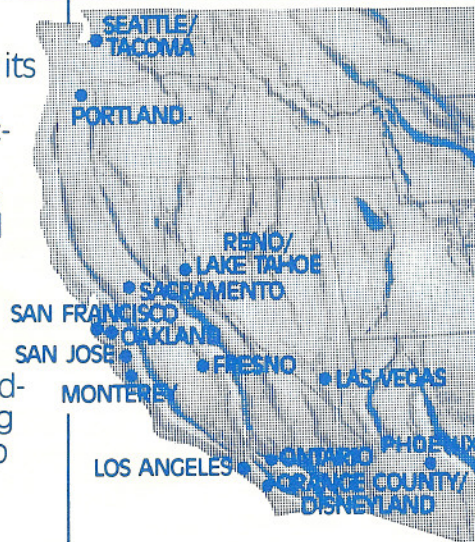 its
SEATTLE/
TACOMA
PORTLAND
RENO/
LAKE TAHOE
SACRAMENTO
SAN FRANCISCO
OAKLAND
SAN JOSE
FRESNO
LAS VEGAS
MONTEREY
d-
g
ONTARIO
PHOENIX
LOS ANGELES
ORANGE COUNTY/
DISNEYLAND